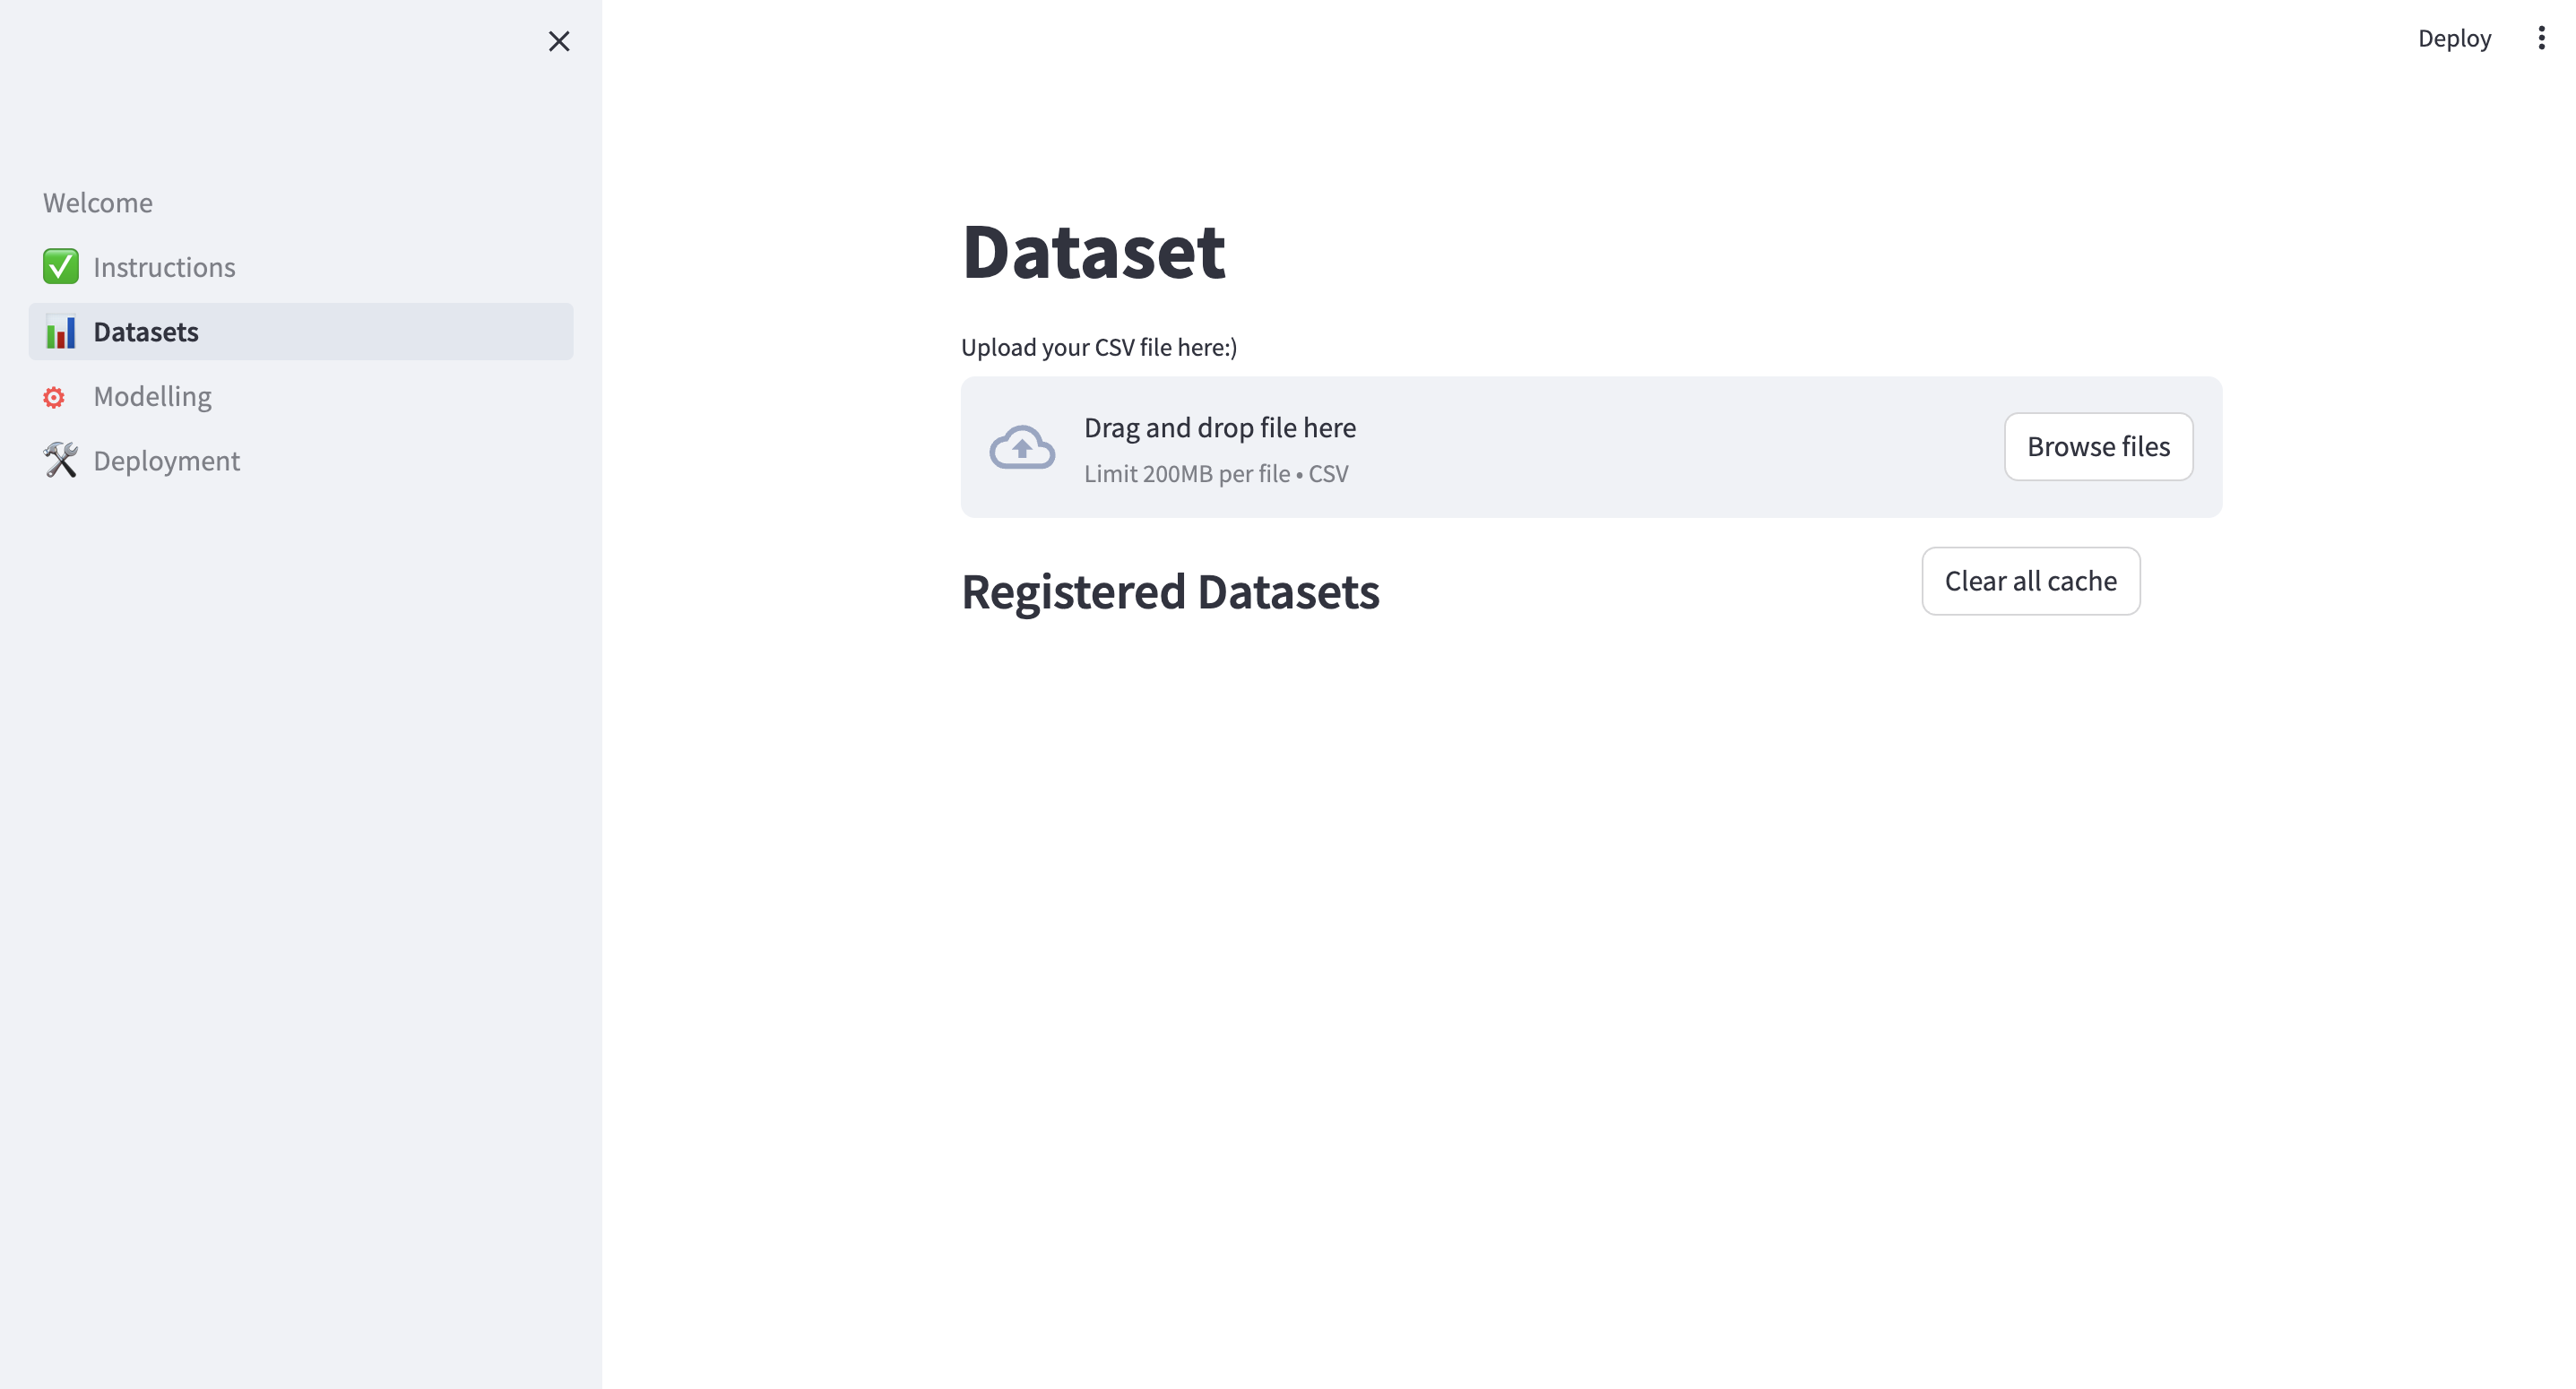 Deploy
Welcome
Instructions
Datasets
Modelling
Deployment
Dataset
Upload your CSV file here:)
Drag and drop file here
Limit 200MB per file • CSV
Browse files
Registered Datasets
Clear all cache